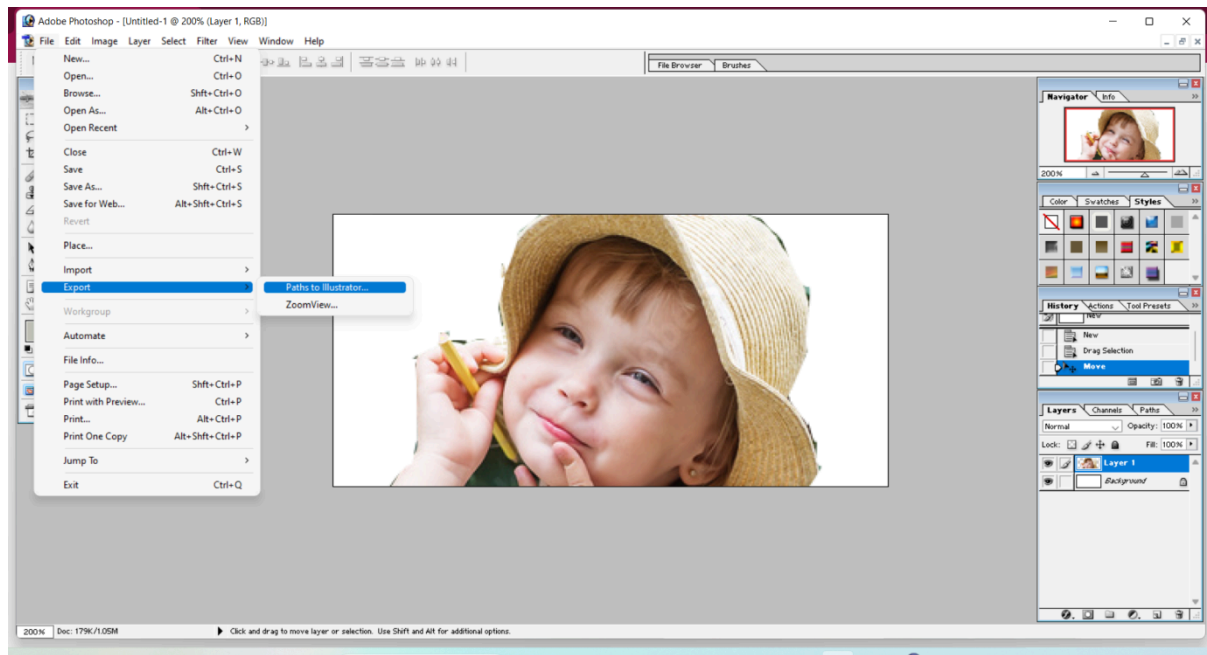 Adobe Photoshop - [Untitled-1 @ 200% (Layer 1, RGB)]
File Edit Image Layer Select Filter View Window Help
File Browser Brushes
New... Ctrl+N
Open... Ctrl+O
Browse... Shft+Ctrl+O
Open As... Alt+Ctrl+O
Open Recent
Close Ctrl+W
Save Ctrl+S
Save As... Shft+Ctrl+S
Save for Web... Alt+Shft+Ctrl+S
Revert
Place...
Import
Export
Workgroup
Automate
File Info...
Page Setup... Shft+Ctrl+P
Print with Preview... Ctrl+P
Print... Alt+Ctrl+P
Print One Copy Alt+Shft+Ctrl+P
Jump To
Exit Ctrl+Q
Paths to Illustrator...
ZoomView...
Navigator Info
200%
Color Swatches Styles
History Actions Tool Presets
New
New
Drag Selection
Move
Layers Channels Paths
Normal Opacity: 100%
Lock: Fill: 100%
Layer 1
Background
200% Doc: 179K/1.05M Click and drag to move layer or selection. Use Shift and Alt for additional options.